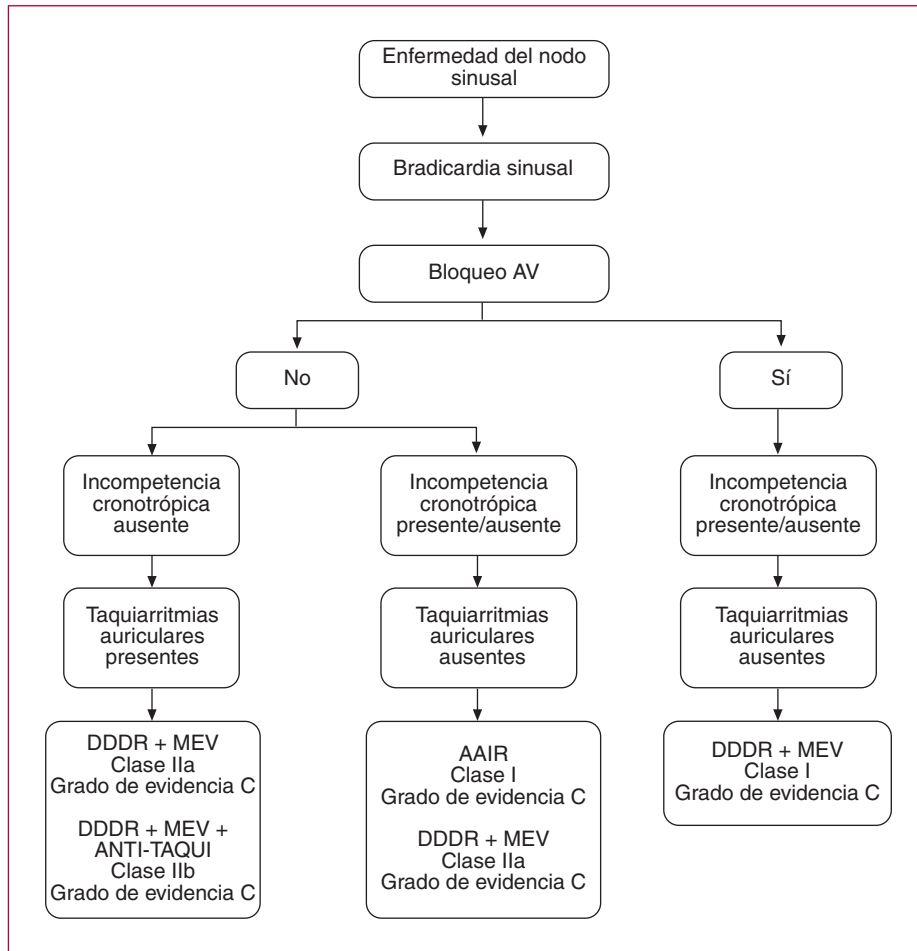 Enfermedad del nodo
sinusal
Bradicardia sinusal
Bloqueo AV
No
Sí
Incompetencia
cronotrópica
ausente
Incompetencia
cronotrópica
presente/ausente
Incompetencia
cronotrópica
presente/ausente
Taquiarritmias
auriculares
presentes
Taquiarritmias
auriculares
ausentes
Taquiarritmias
auriculares
ausentes
DDDR + MEV
Clase IIa
Grado de evidencia C
DDDR + MEV +
ANTI-TAQUI
Clase IIb
Grado de evidencia C
AAIR
Clase I
Grado de evidencia C
DDDR + MEV
Clase IIa
Grado de evidencia C
DDDR + MEV
Clase I
Grado de evidencia C